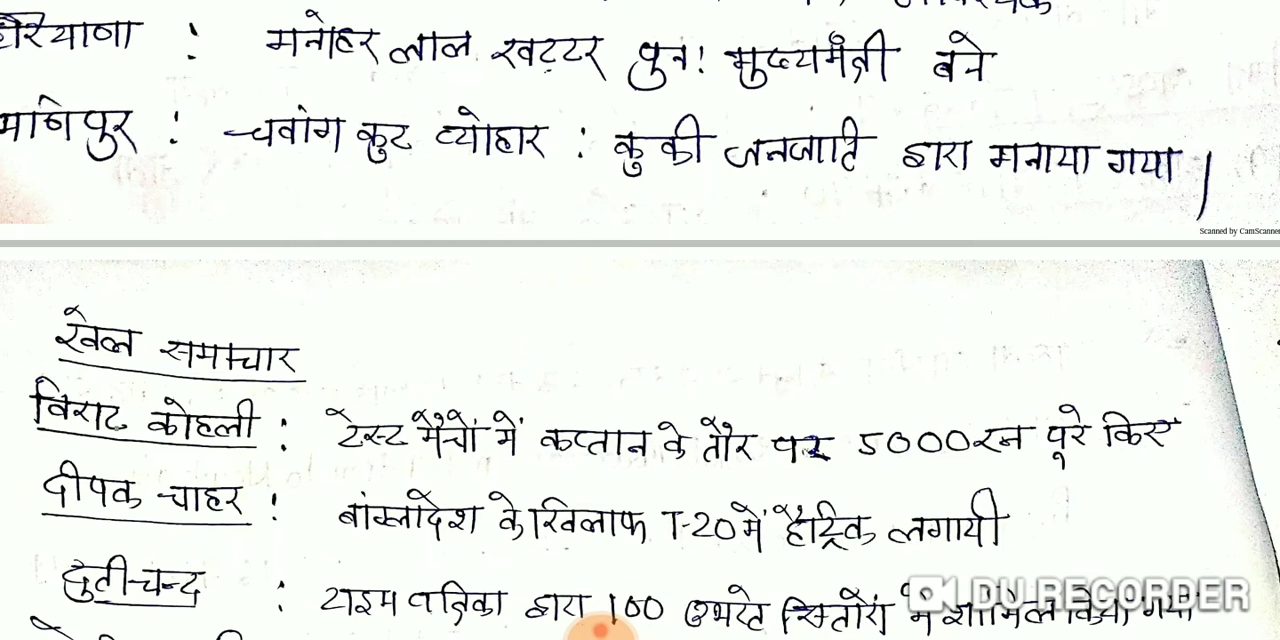 हरियाणा : मनोहर लाल खट्टर पुनः मुख्यमंत्री बने
मणिपुर : चवांग कुट त्योहार : कुकी जनजाति द्वारा मनाया गया |
Scanned by CamScanner
खेल समाचार
विराट कोहली : टेस्ट मैचों में कप्तान के तौर पर 5000 रन पूरे किए
दीपक चाहर : बांग्लादेश के खिलाफ T-20 में हैट्रिक लगायी
दुती चन्द : टाइम पत्रिका द्वारा 100 उभरते सितारों में शामिल किया गया
DU RECORDER